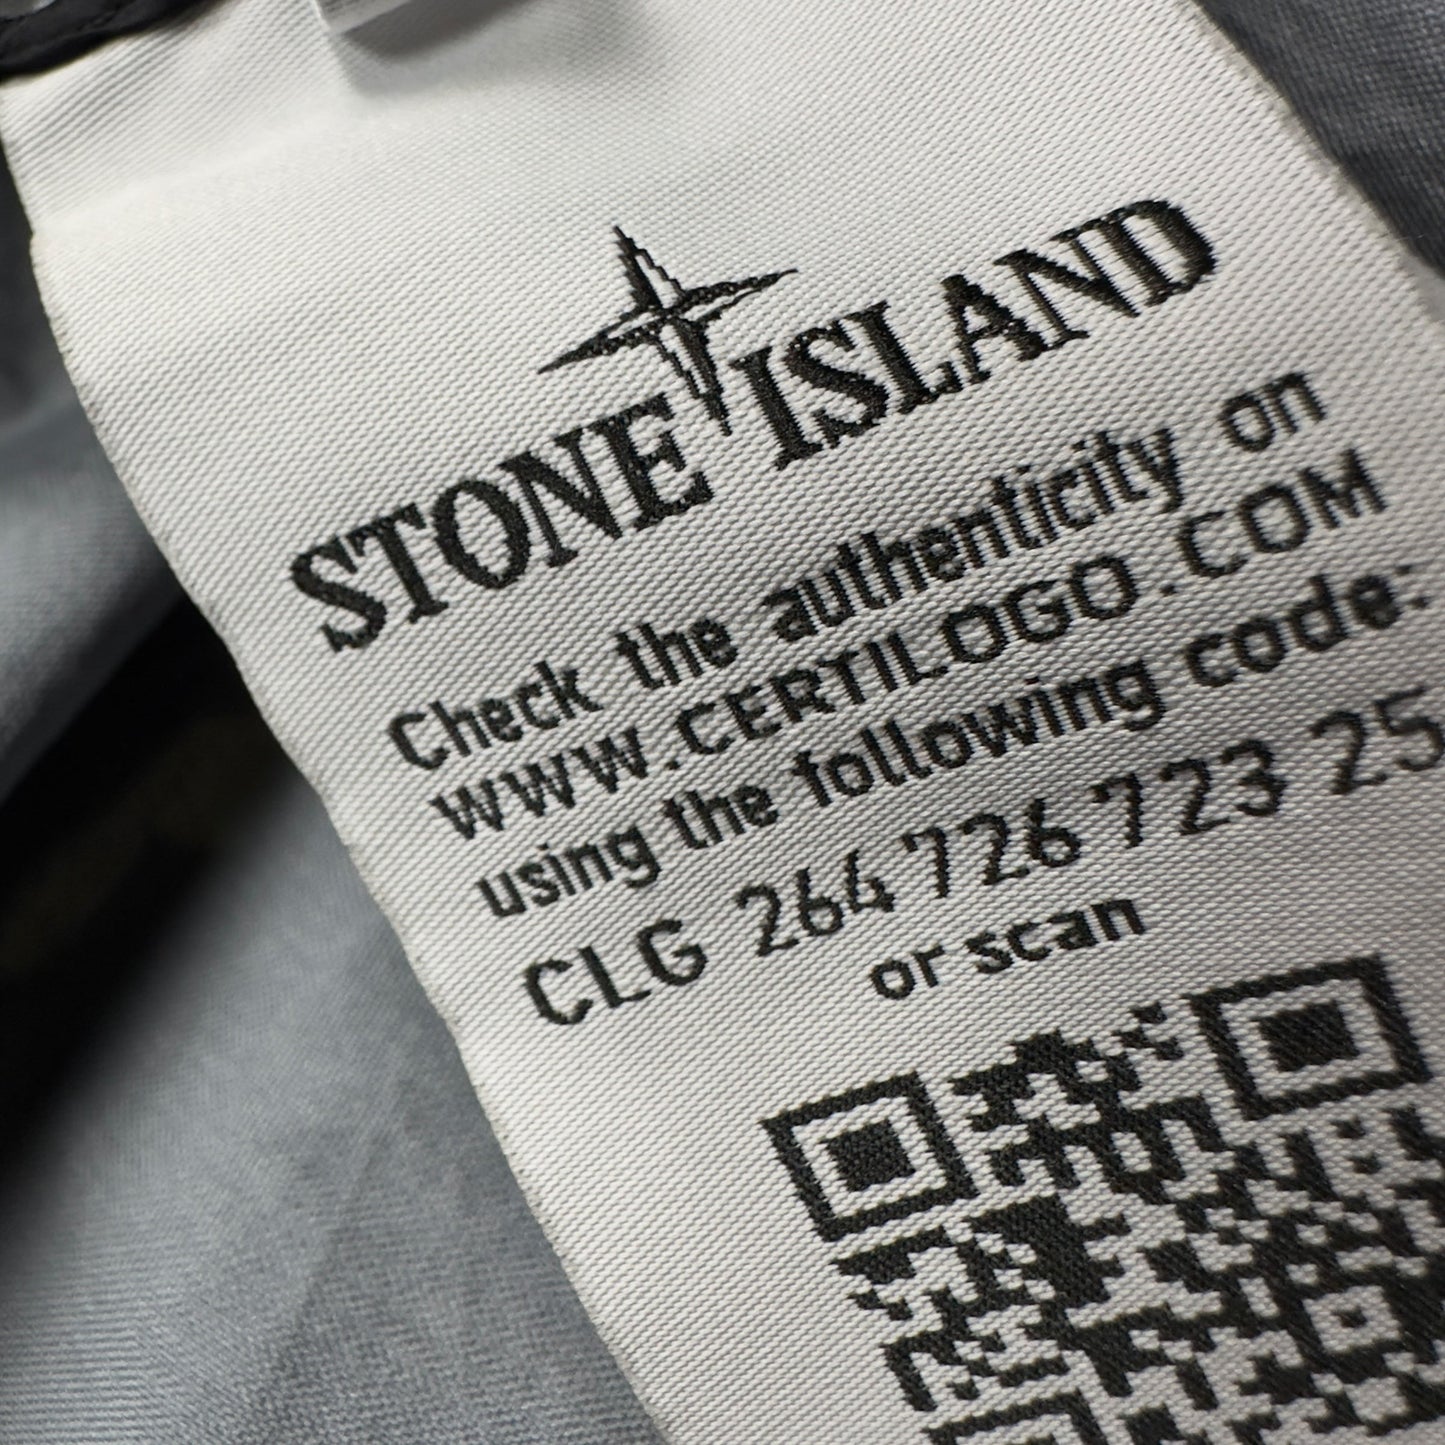 STONE ISLAND
Check the authenticity on
WWW.CERTILOGO.COM
using the following code:
CLG 264 726 723 25
or scan